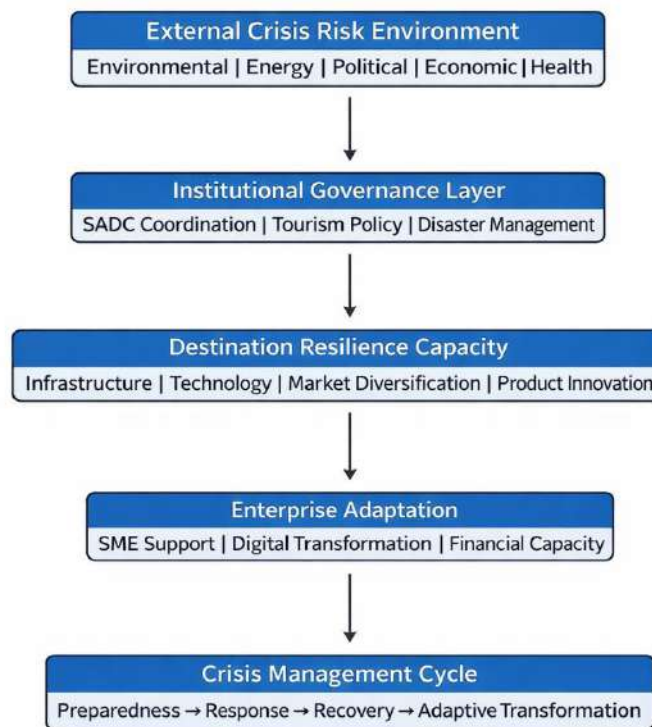 External Crisis Risk Environment
Environmental | Energy | Political | Economic | Health
Institutional Governance Layer
SADC Coordination | Tourism Policy | Disaster Management
Destination Resilience Capacity
Infrastructure | Technology | Market Diversification | Product Innovation
Enterprise Adaptation
SME Support | Digital Transformation | Financial Capacity
Crisis Management Cycle
Preparedness → Response → Recovery → Adaptive Transformation